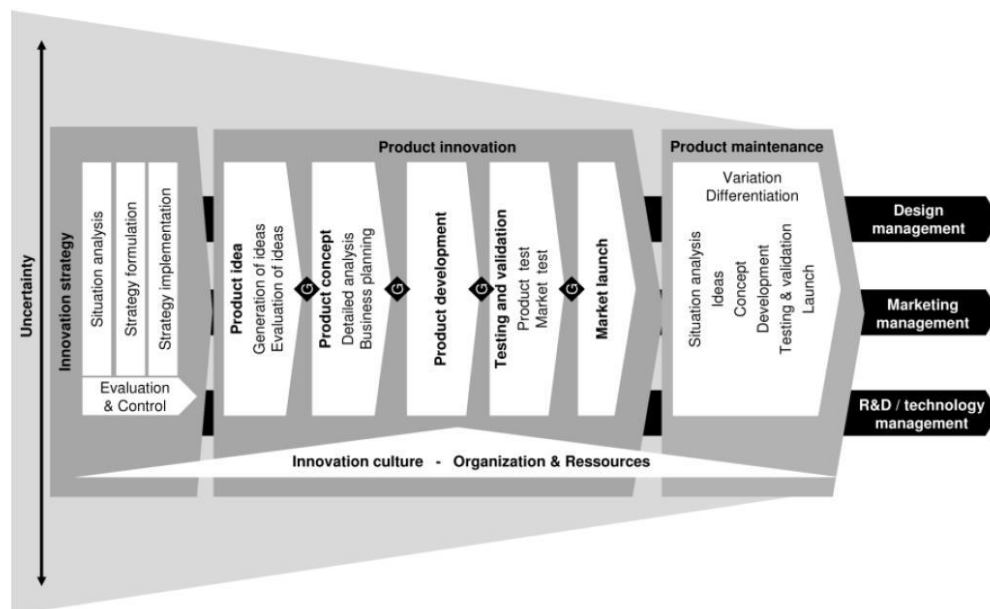 Uncertainty
Innovation strategy
Situation analysis
Strategy formulation
Strategy implementation
Evaluation
& Control
Product innovation
Product idea
Generation of ideas
Evaluation of ideas
G
Product concept
Detailed analysis
Business planning
G
Product development
G
Testing and validation
Product test
Market test
G
Market launch
Product maintenance
Variation
Differentiation
Situation analysis
Ideas
Concept
Development
Testing & validation
Launch
Design
management
Marketing
management
R&D / technology
management
Innovation culture - Organization & Ressources